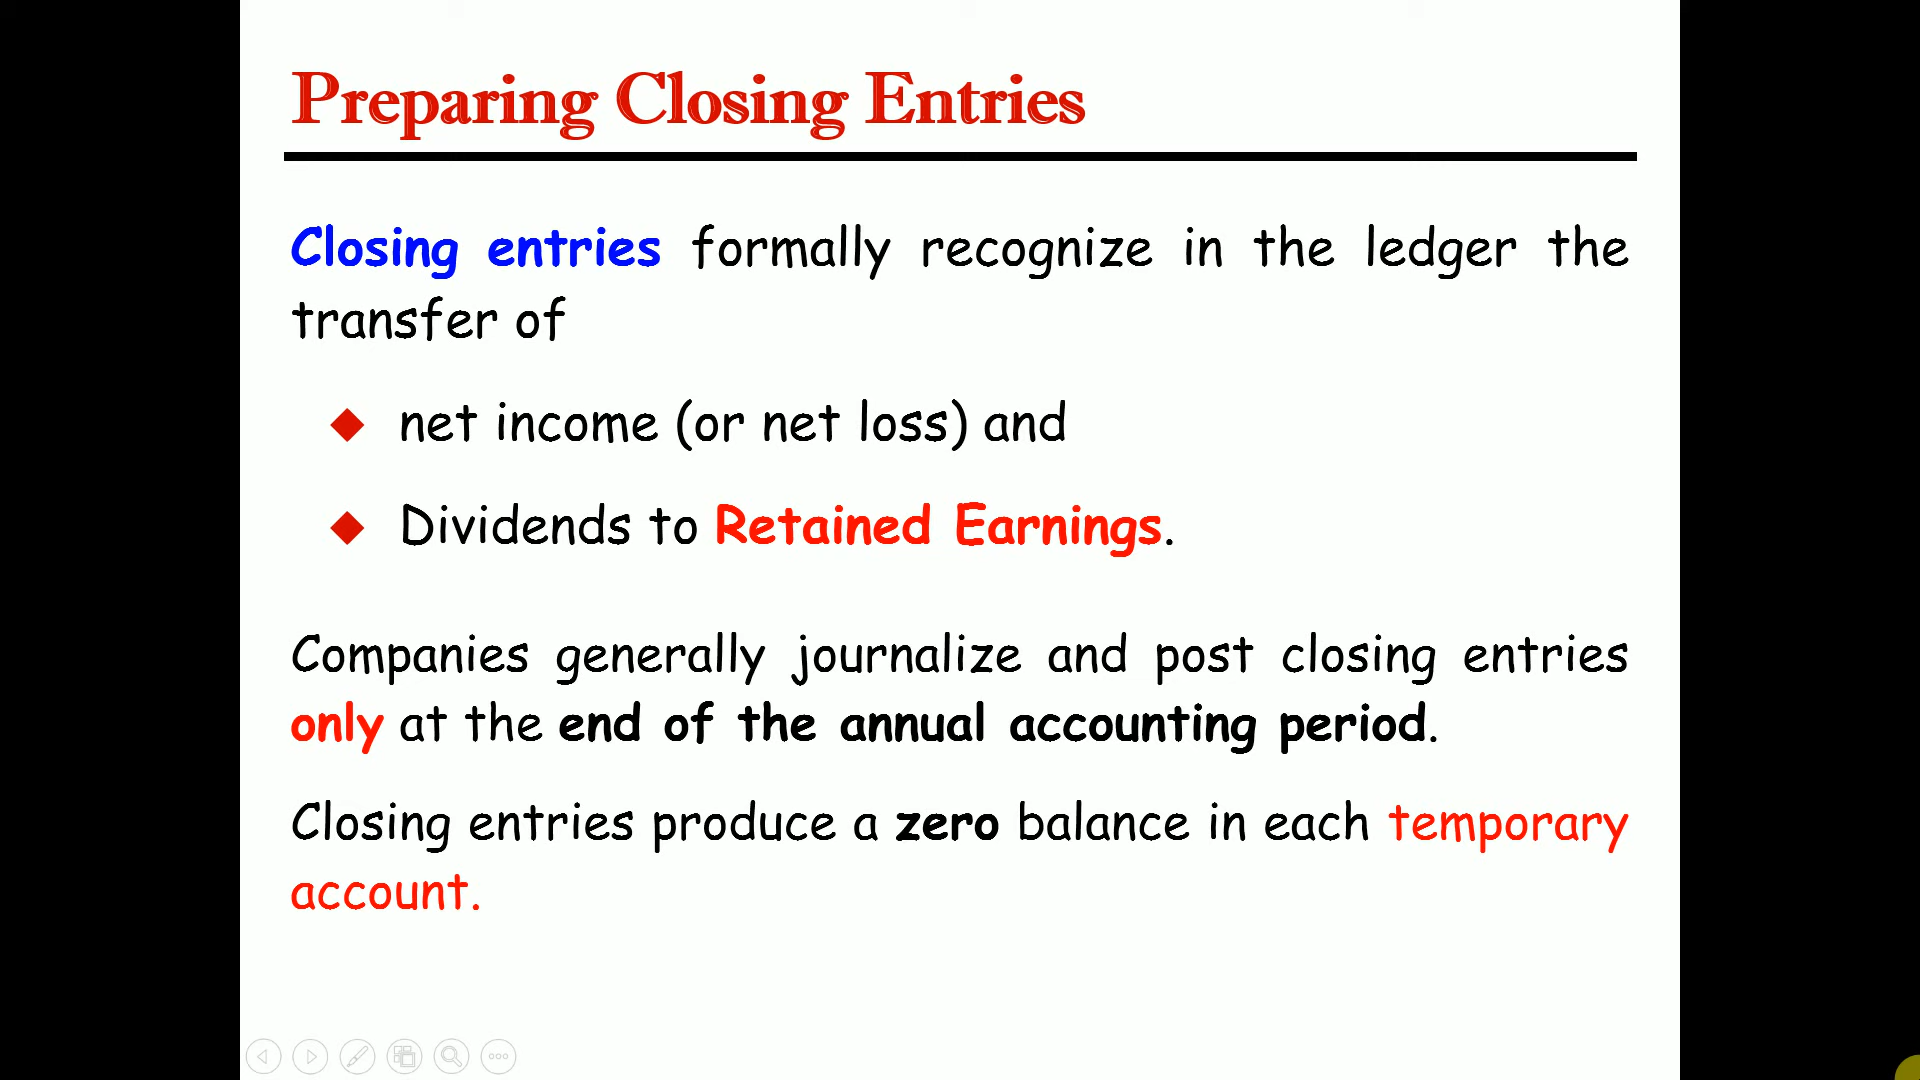 Preparing Closing Entries
Closing entries formally recognize in the ledger the
transfer of
net income (or net loss) and
Dividends to Retained Earnings.
Companies generally journalize and post closing entries
only at the end of the annual accounting period.
Closing entries produce a zero balance in each temporary
account.